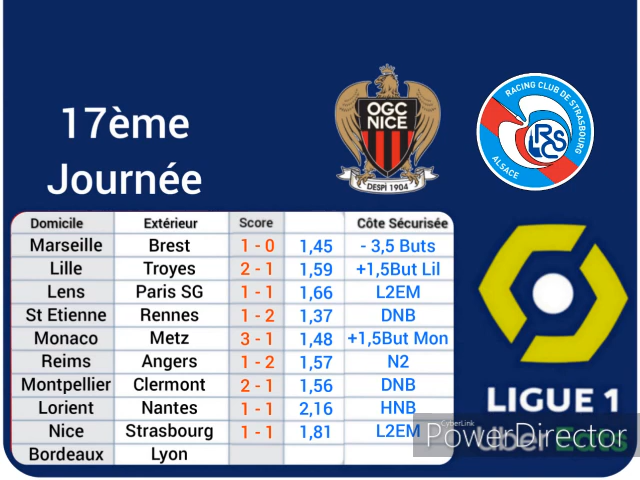 17ème
Journée
OGC
NICE
DESPÍ 1904
RACING CLUB DE STRASBOURG
ALSACE
RCS
Domicile Extérieur Score Côte Sécurisée
Marseille Brest 1 - 0 1,45 - 3,5 Buts
Lille Troyes 2 - 1 1,59 +1,5But Lil
Lens Paris SG 1 - 1 1,66 L2EM
St Etienne Rennes 1 - 2 1,37 DNB
Monaco Metz 3 - 1 1,48 +1,5But Mon
Reims Angers 1 - 2 1,57 N2
Montpellier Clermont 2 - 1 1,56 DNB
Lorient Nantes 1 - 1 2,16 HNB
Nice Strasbourg 1 - 1 1,81 L2EM
Bordeaux Lyon
LIGUE 1
Uber Eats
CyberLink
PowerDirector